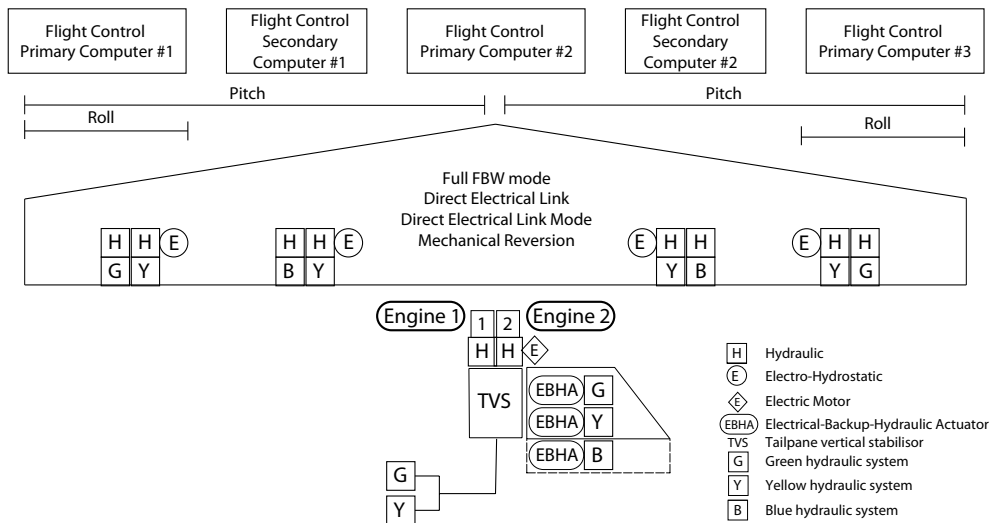 Flight Control
Primary Computer #1
Flight Control
Secondary
Computer #1
Flight Control
Primary Computer #2
Flight Control
Secondary
Computer #2
Flight Control
Primary Computer #3
Pitch
Pitch
Roll
Roll
Full FBW mode
Direct Electrical Link
Direct Electrical Link Mode
Mechanical Reversion
H H E
G Y
H H E
B Y
E H H
Y B
E H H
Y G
Engine 1
1 2
Engine 2
H H E
TVS
EBHA G
EBHA Y
EBHA B
G
Y
H Hydraulic
E Electro-Hydrostatic
E Electric Motor
EBHA Electrical-Backup-Hydraulic Actuator
TVS Tailpane vertical stabilisor
G Green hydraulic system
Y Yellow hydraulic system
B Blue hydraulic system